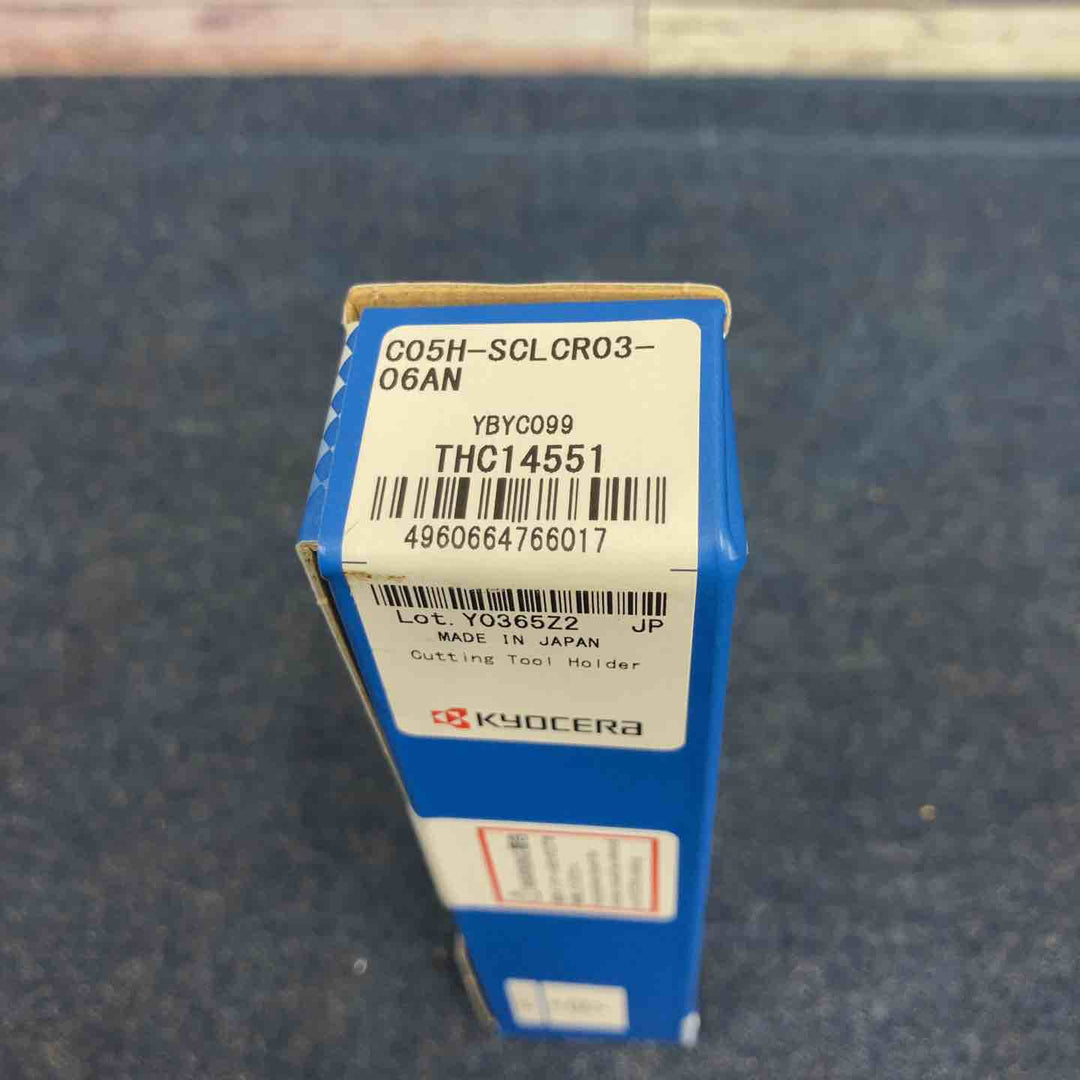 C05H-SCLCR03-
06AN
YBYC099
THC14551
4960664766017
Lot. Y0365Z2 JP
MADE IN JAPAN
Cutting Tool Holder
KYOCERA